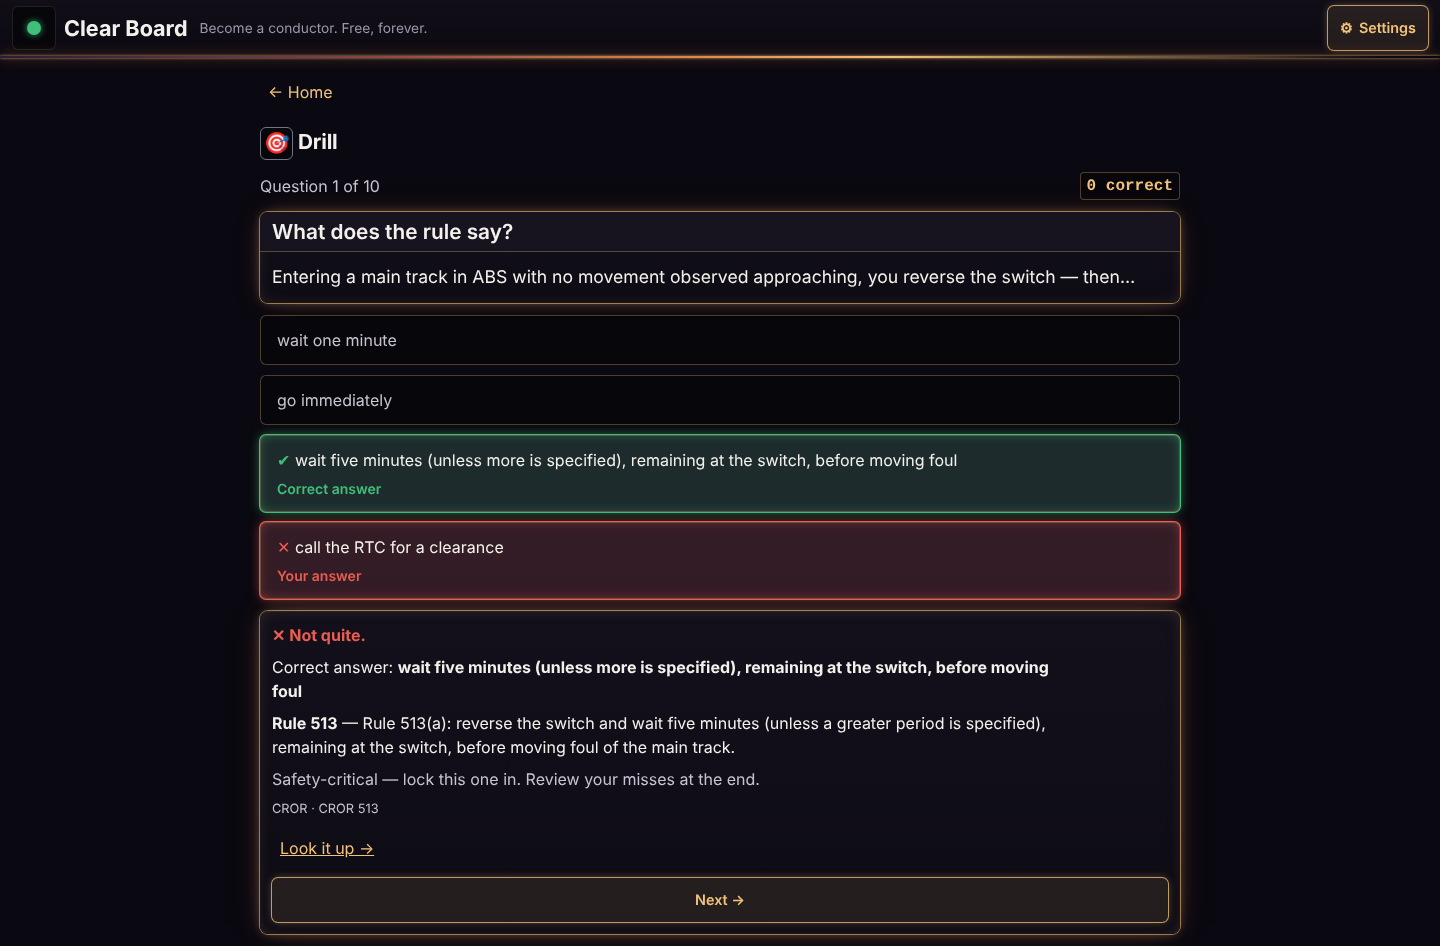 Clear Board
Become a conductor. Free, forever.
⚙ Settings
← Home
🎯 Drill
Question 1 of 10
0 correct
What does the rule say?
Entering a main track in ABS with no movement observed approaching, you reverse the switch — then…
wait one minute
go immediately
✔ wait five minutes (unless more is specified), remaining at the switch, before moving foul
Correct answer
✕ call the RTC for a clearance
Your answer
✕ Not quite.
Correct answer: wait five minutes (unless more is specified), remaining at the switch, before moving
foul
Rule 513 — Rule 513(a): reverse the switch and wait five minutes (unless a greater period is specified),
remaining at the switch, before moving foul of the main track.
Safety-critical — lock this one in. Review your misses at the end.
CROR · CROR 513
Look it up →
Next →